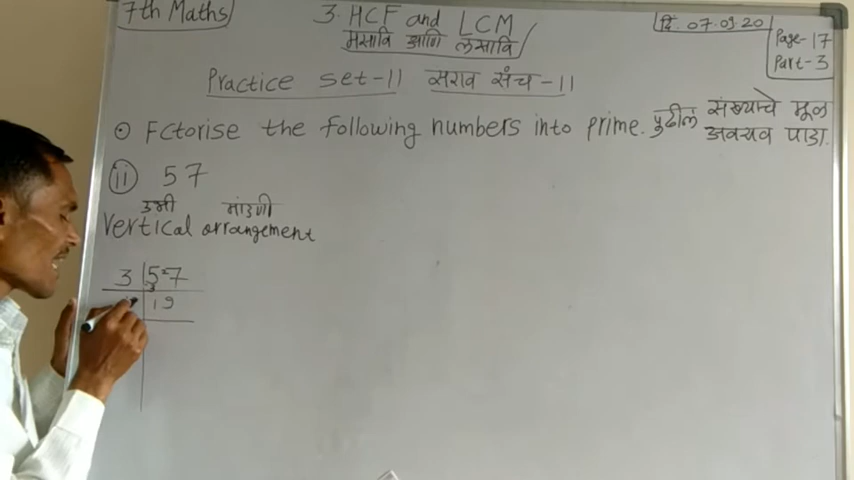 7th Maths
3. HCF and LCM
मसावि आणि लसावि
दि. 07.09.20
Page-17
Part-3
Practice set-11 सराव संच-11
⊙ Fctorise the following numbers into prime. पुढील संख्यांचे मूळ
अवयव पाडा.
(ii) 57
उभी मांडणी
Vertical arrangement
3 | 57
19